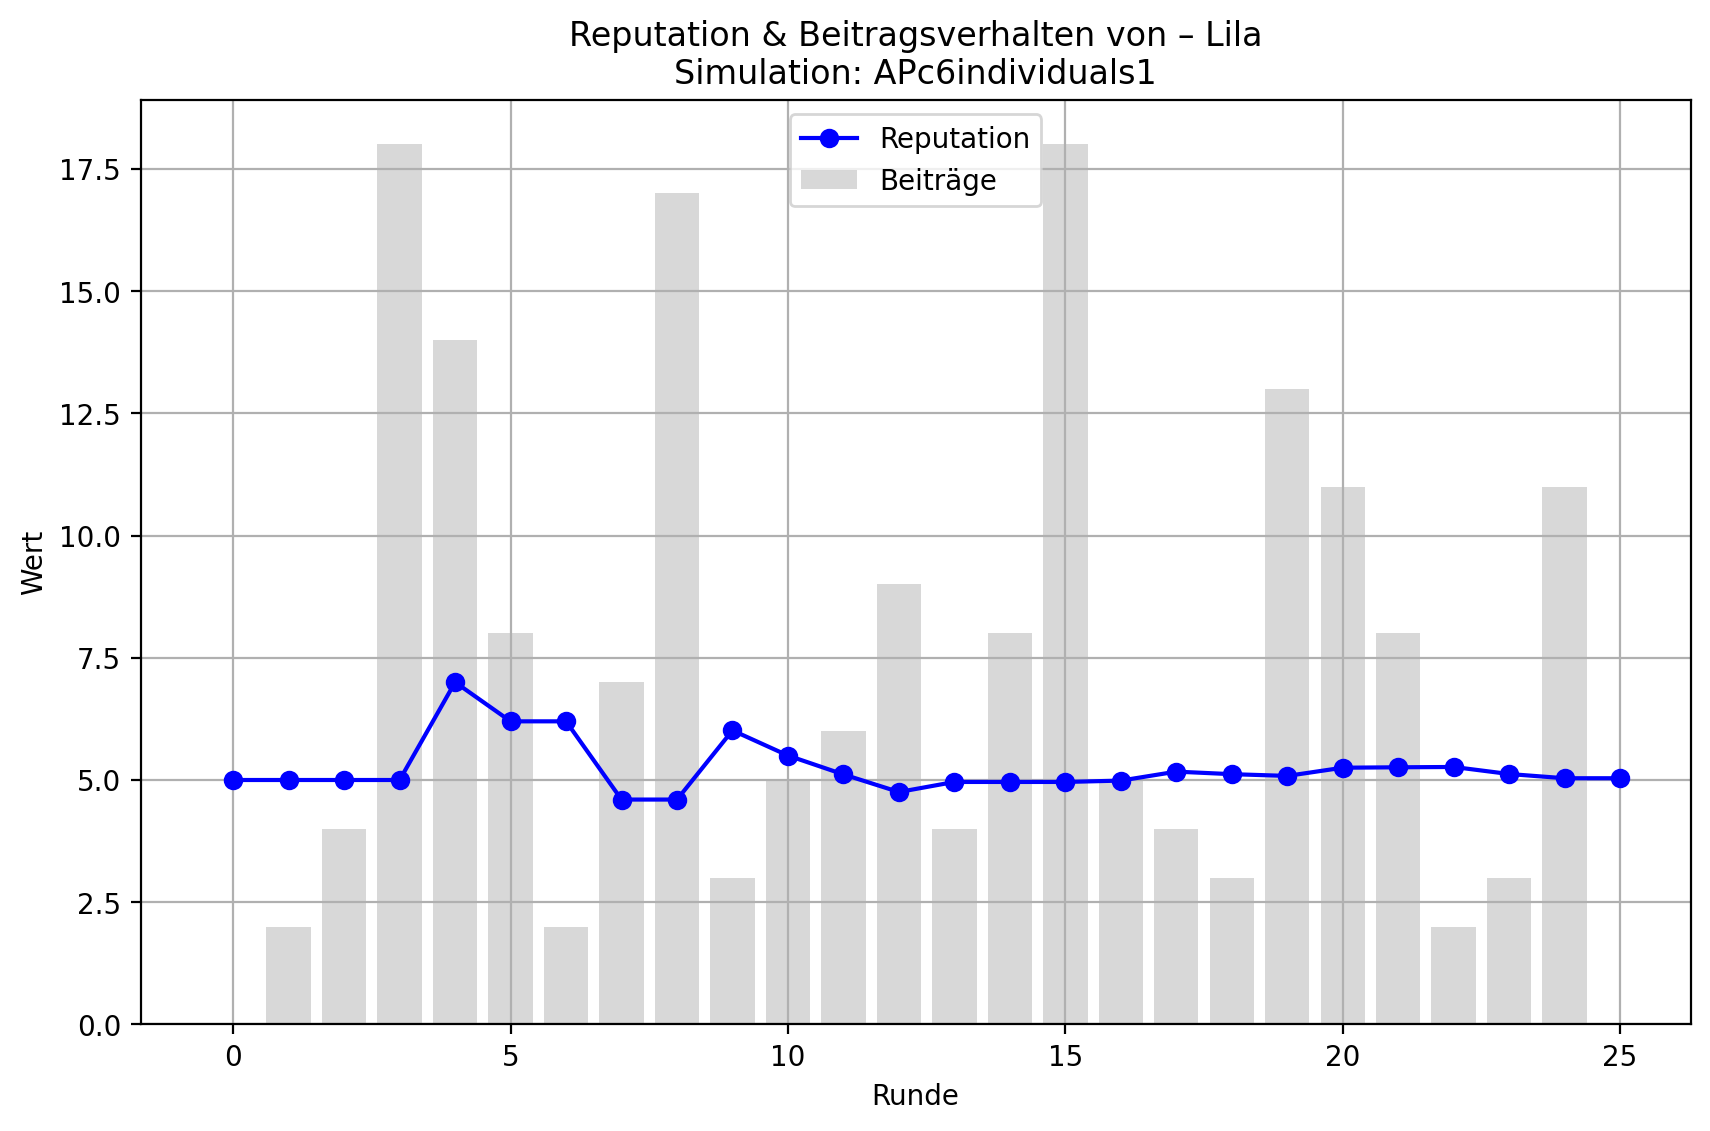 Reputation & Beitragsverhalten von – Lila
Simulation: APc6individuals1
Reputation
Beiträge
17.5
15.0
12.5
10.0
7.5
5.0
2.5
0.0
Wert
0 5 10 15 20 25
Runde